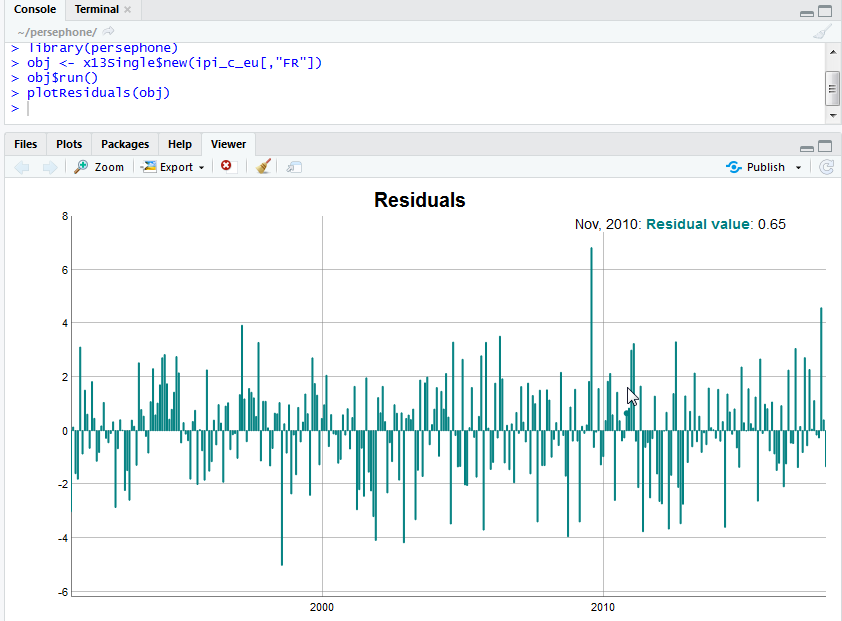 Console Terminal ×
~/persephone/
> library(persephone)
> obj <- x13Single$new(ipi_c_eu[,"FR"])
> obj$run()
> plotResiduals(obj)
>
Files Plots Packages Help Viewer
Zoom Export Publish
Residuals
Nov, 2010: Residual value: 0.65
8
6
4
2
0
-2
-4
-6
2000 2010